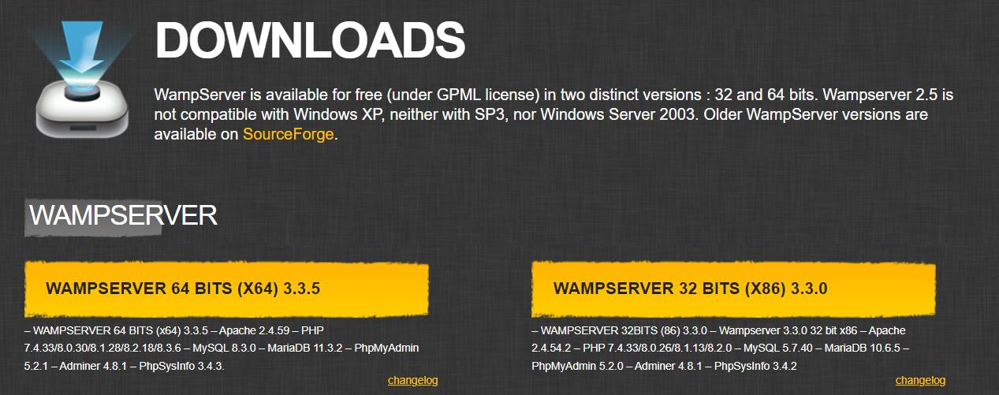 DOWNLOADS
WampServer is available for free (under GPML license) in two distinct versions : 32 and 64 bits. Wampserver 2.5 is
not compatible with Windows XP, neither with SP3, nor Windows Server 2003. Older WampServer versions are
available on SourceForge.
WAMPSERVER
WAMPSERVER 64 BITS (X64) 3.3.5
– WAMPSERVER 64 BITS (x64) 3.3.5 – Apache 2.4.59 – PHP
7.4.33/8.0.30/8.1.28/8.2.18/8.3.6 – MySQL 8.3.0 – MariaDB 11.3.2 – PhpMyAdmin
5.2.1 – Adminer 4.8.1 – PhpSysInfo 3.4.3.
changelog
WAMPSERVER 32 BITS (X86) 3.3.0
– WAMPSERVER 32BITS (86) 3.3.0 – Wampserver 3.3.0 32 bit x86 – Apache
2.4.54.2 – PHP 7.4.33/8.0.26/8.1.13/8.2.0 – MySQL 5.7.40 – MariaDB 10.6.5 –
PhpMyAdmin 5.2.0 – Adminer 4.8.1 – PhpSysInfo 3.4.2
changelog